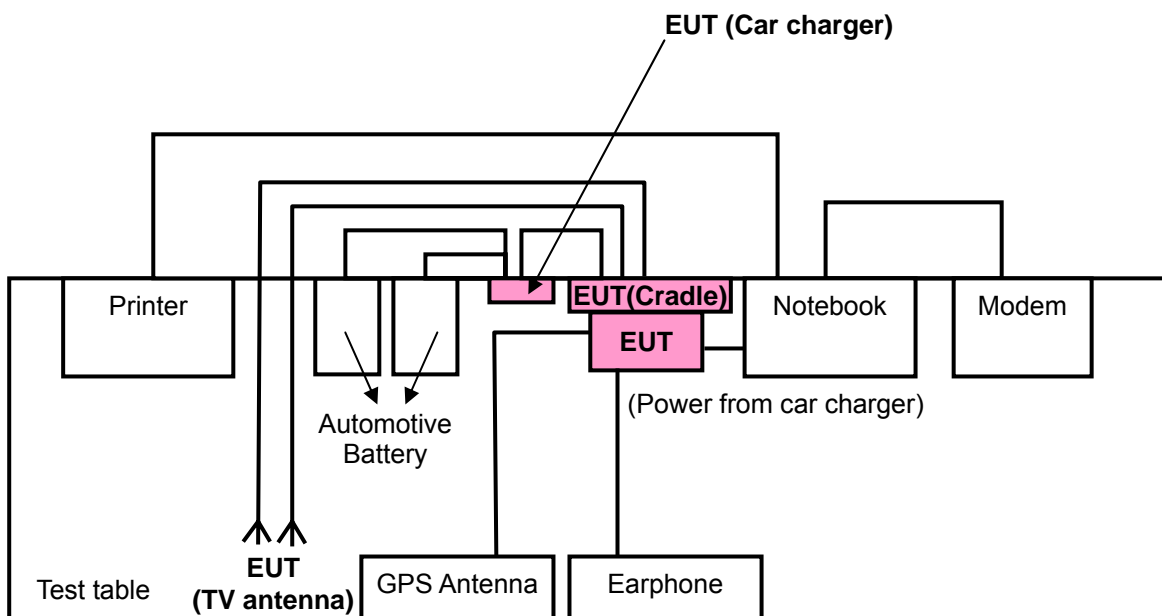 EUT (Car charger)
Printer
EUT(Cradle)
Notebook
Modem
EUT
(Power from car charger)
Automotive
Battery
EUT
(TV antenna)
GPS Antenna
Earphone
Test table